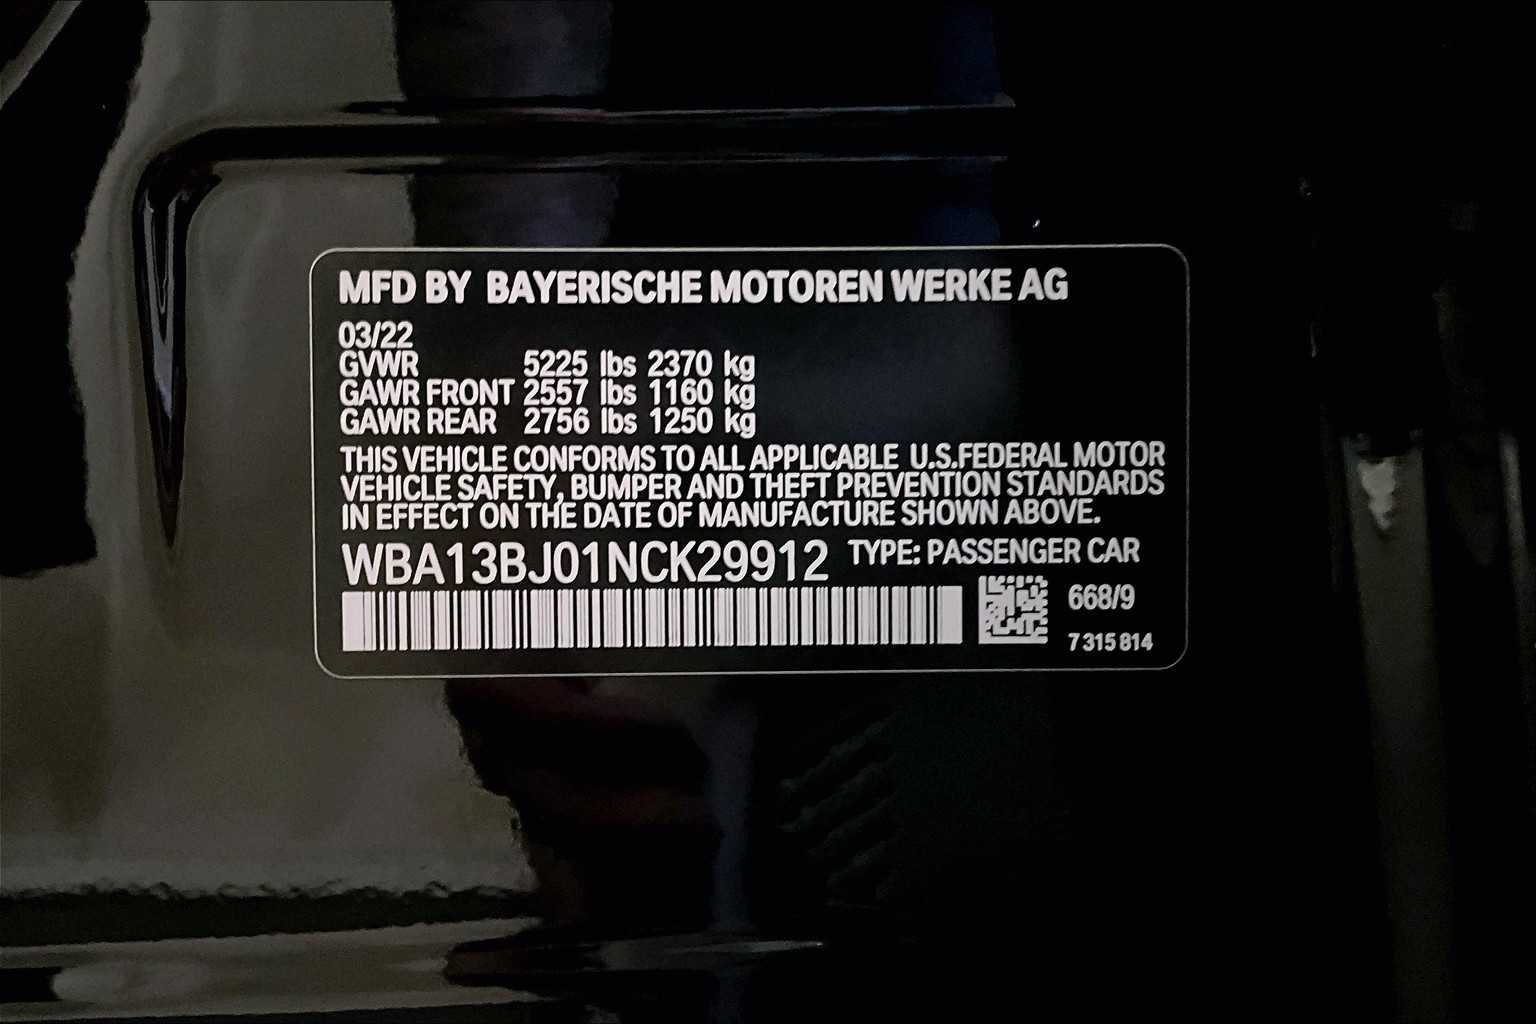 MFD BY BAYERISCHE MOTOREN WERKE AG
03/22
GVWR 5225 lbs 2370 kg
GAWR FRONT 2557 lbs 1160 kg
GAWR REAR 2756 lbs 1250 kg
THIS VEHICLE CONFORMS TO ALL APPLICABLE U.S.FEDERAL MOTOR
VEHICLE SAFETY, BUMPER AND THEFT PREVENTION STANDARDS
IN EFFECT ON THE DATE OF MANUFACTURE SHOWN ABOVE.
WBA13BJ01NCK29912 TYPE: PASSENGER CAR
668/9
7 315 814